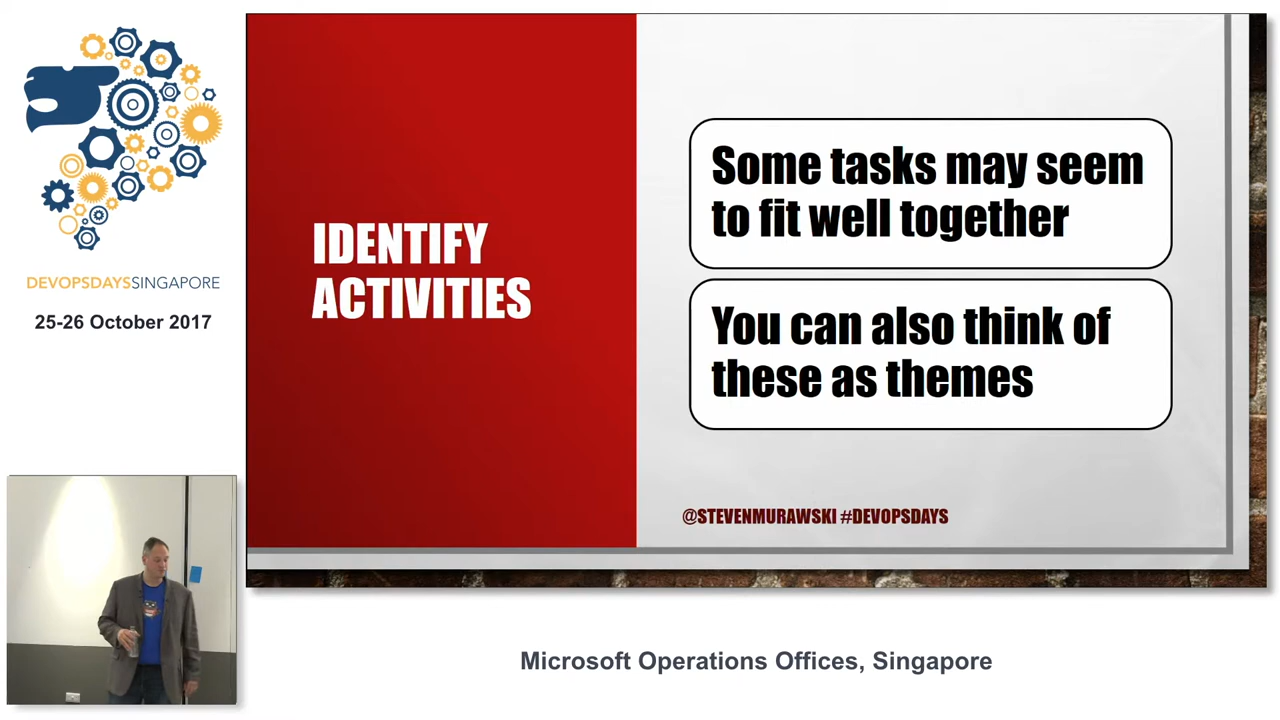 DEVOPSDAYSSINGAPORE
25-26 October 2017
IDENTIFY
ACTIVITIES
Some tasks may seem
to fit well together
You can also think of
these as themes
@STEVENMURAWSKI #DEVOPSDAYS
Microsoft Operations Offices, Singapore